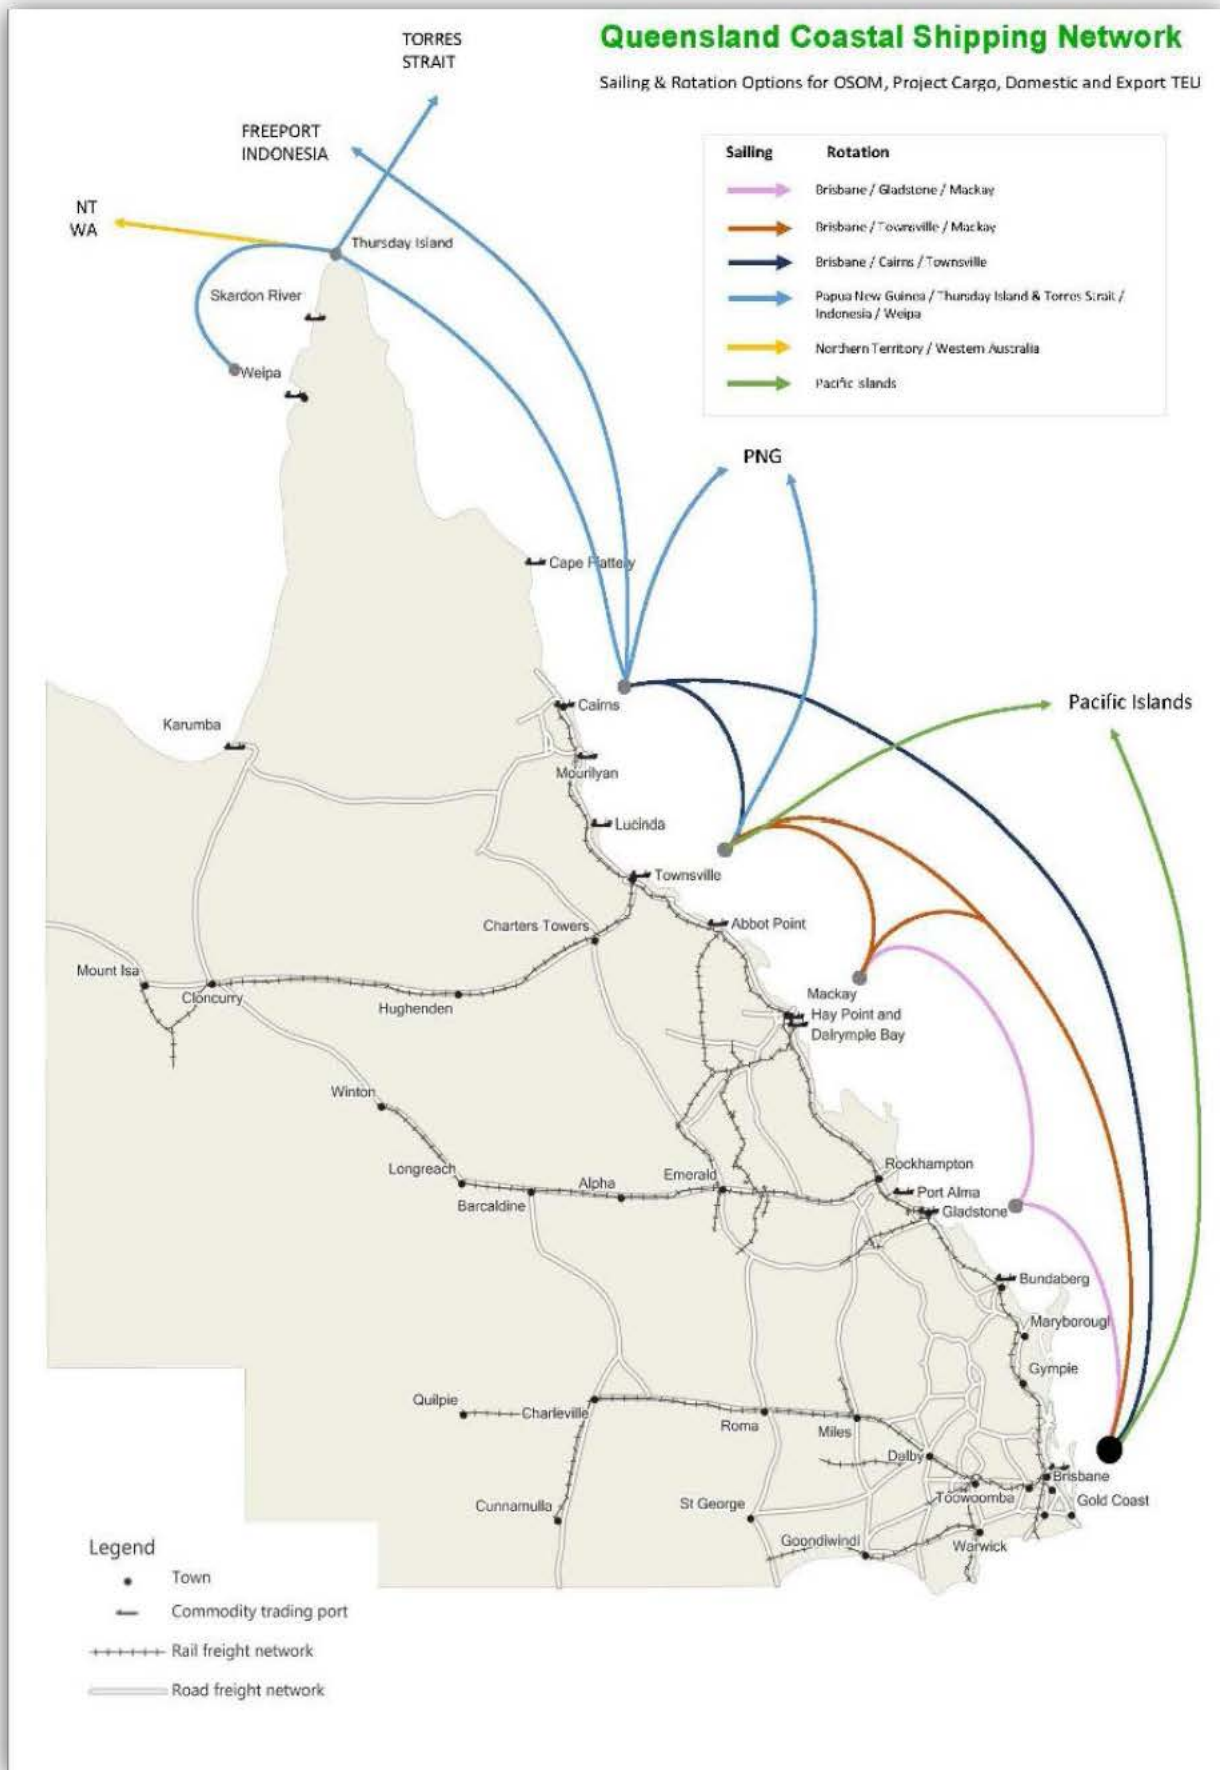 Queensland Coastal Shipping Network
Sailing & Rotation Options for OSOM, Project Cargo, Domestic and Export TEU
Sailing Rotation
Brisbane / Gladstone / Mackay
Brisbane / Townsville / Mackay
Brisbane / Cairns / Townsville
Papua New Guinea / Thursday Island & Torres Strait /
Indonesia / Weipa
Northern Territory / Western Australia
Pacific Islands
TORRES
STRAIT
FREEPORT
INDONESIA
NT
WA
Thursday Island
Skardon River
Weipa
PNG
Cape Flattery
Pacific Islands
Cairns
Karumba
Mourilyan
Lucinda
Townsville
Charters Towers
Abbot Point
Mount Isa
Cloncurry
Hughenden
Mackay
Hay Point and
Dalrymple Bay
Winton
Longreach
Barcaldine
Alpha
Emerald
Rockhampton
Port Alma
Gladstone
Bundaberg
Maryborougl
Gympie
Quilpie
Charleville
Roma
Miles
Dalby
Brisbane
Toowoomba
Gold Coast
Cunnamulla
St George
Goondiwindi
Warwick
Legend
Town
Commodity trading port
Rail freight network
Road freight network